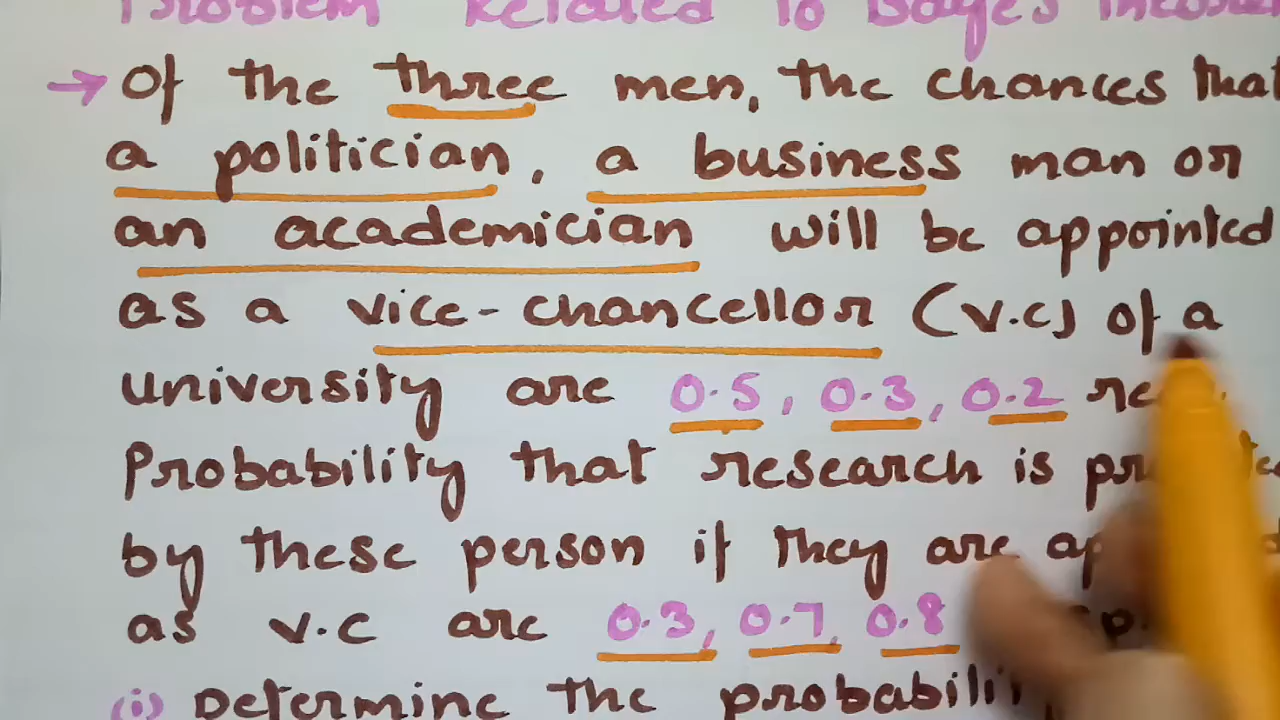 Problem Related To Baye's
Of the three men, the chances that
a politician, a business man or
an academician will be appointed
as a vice-chancellor (v.c) of a
university are 0.5, 0.3, 0.2
Probability that research is
by these person if they are
as v.c are 0.3, 0.7, 0.8
(i) Determine the